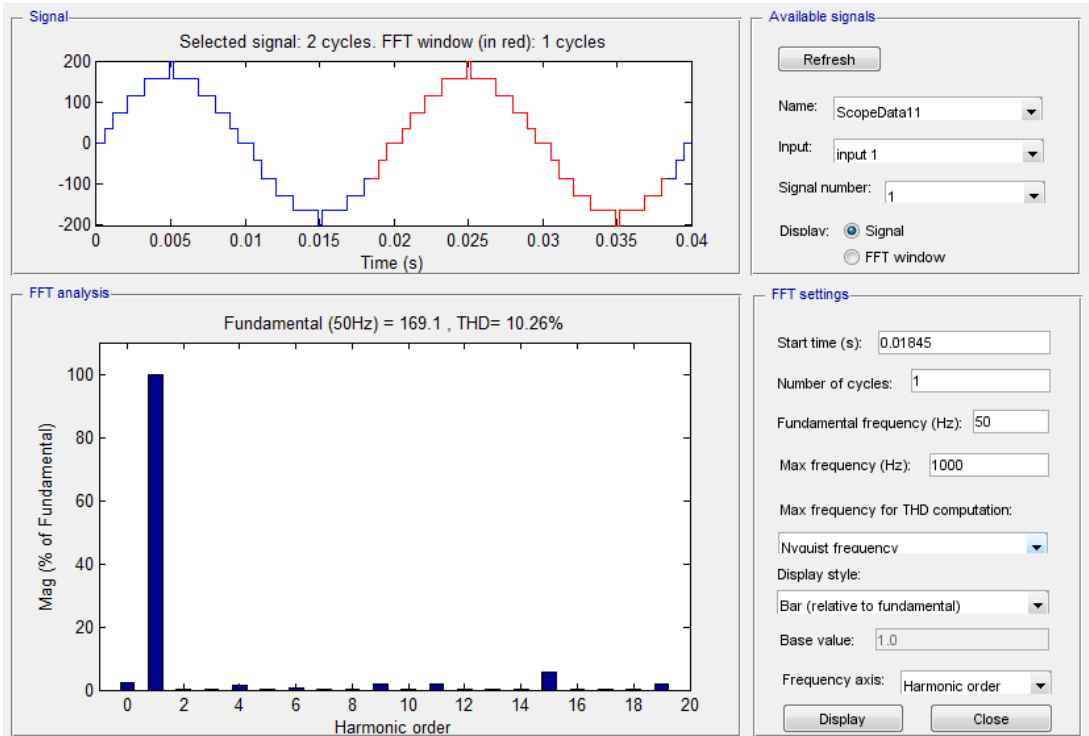 Signal
Selected signal: 2 cycles. FFT window (in red): 1 cycles
200
100
0
-100
-200
0 0.005 0.01 0.015 0.02 0.025 0.03 0.035 0.04
Time (s)
Available signals
Refresh
Name: ScopeData11
Input: input 1
Signal number: 1
Display: Signal
FFT window
FFT analysis
Fundamental (50Hz) = 169.1 , THD= 10.26%
100
80
60
40
20
0
Mag (% of Fundamental)
0 2 4 6 8 10 12 14 16 18 20
Harmonic order
FFT settings
Start time (s): 0.01845
Number of cycles: 1
Fundamental frequency (Hz): 50
Max frequency (Hz): 1000
Max frequency for THD computation:
Nyquist frequency
Display style:
Bar (relative to fundamental)
Base value: 1.0
Frequency axis: Harmonic order
Display Close